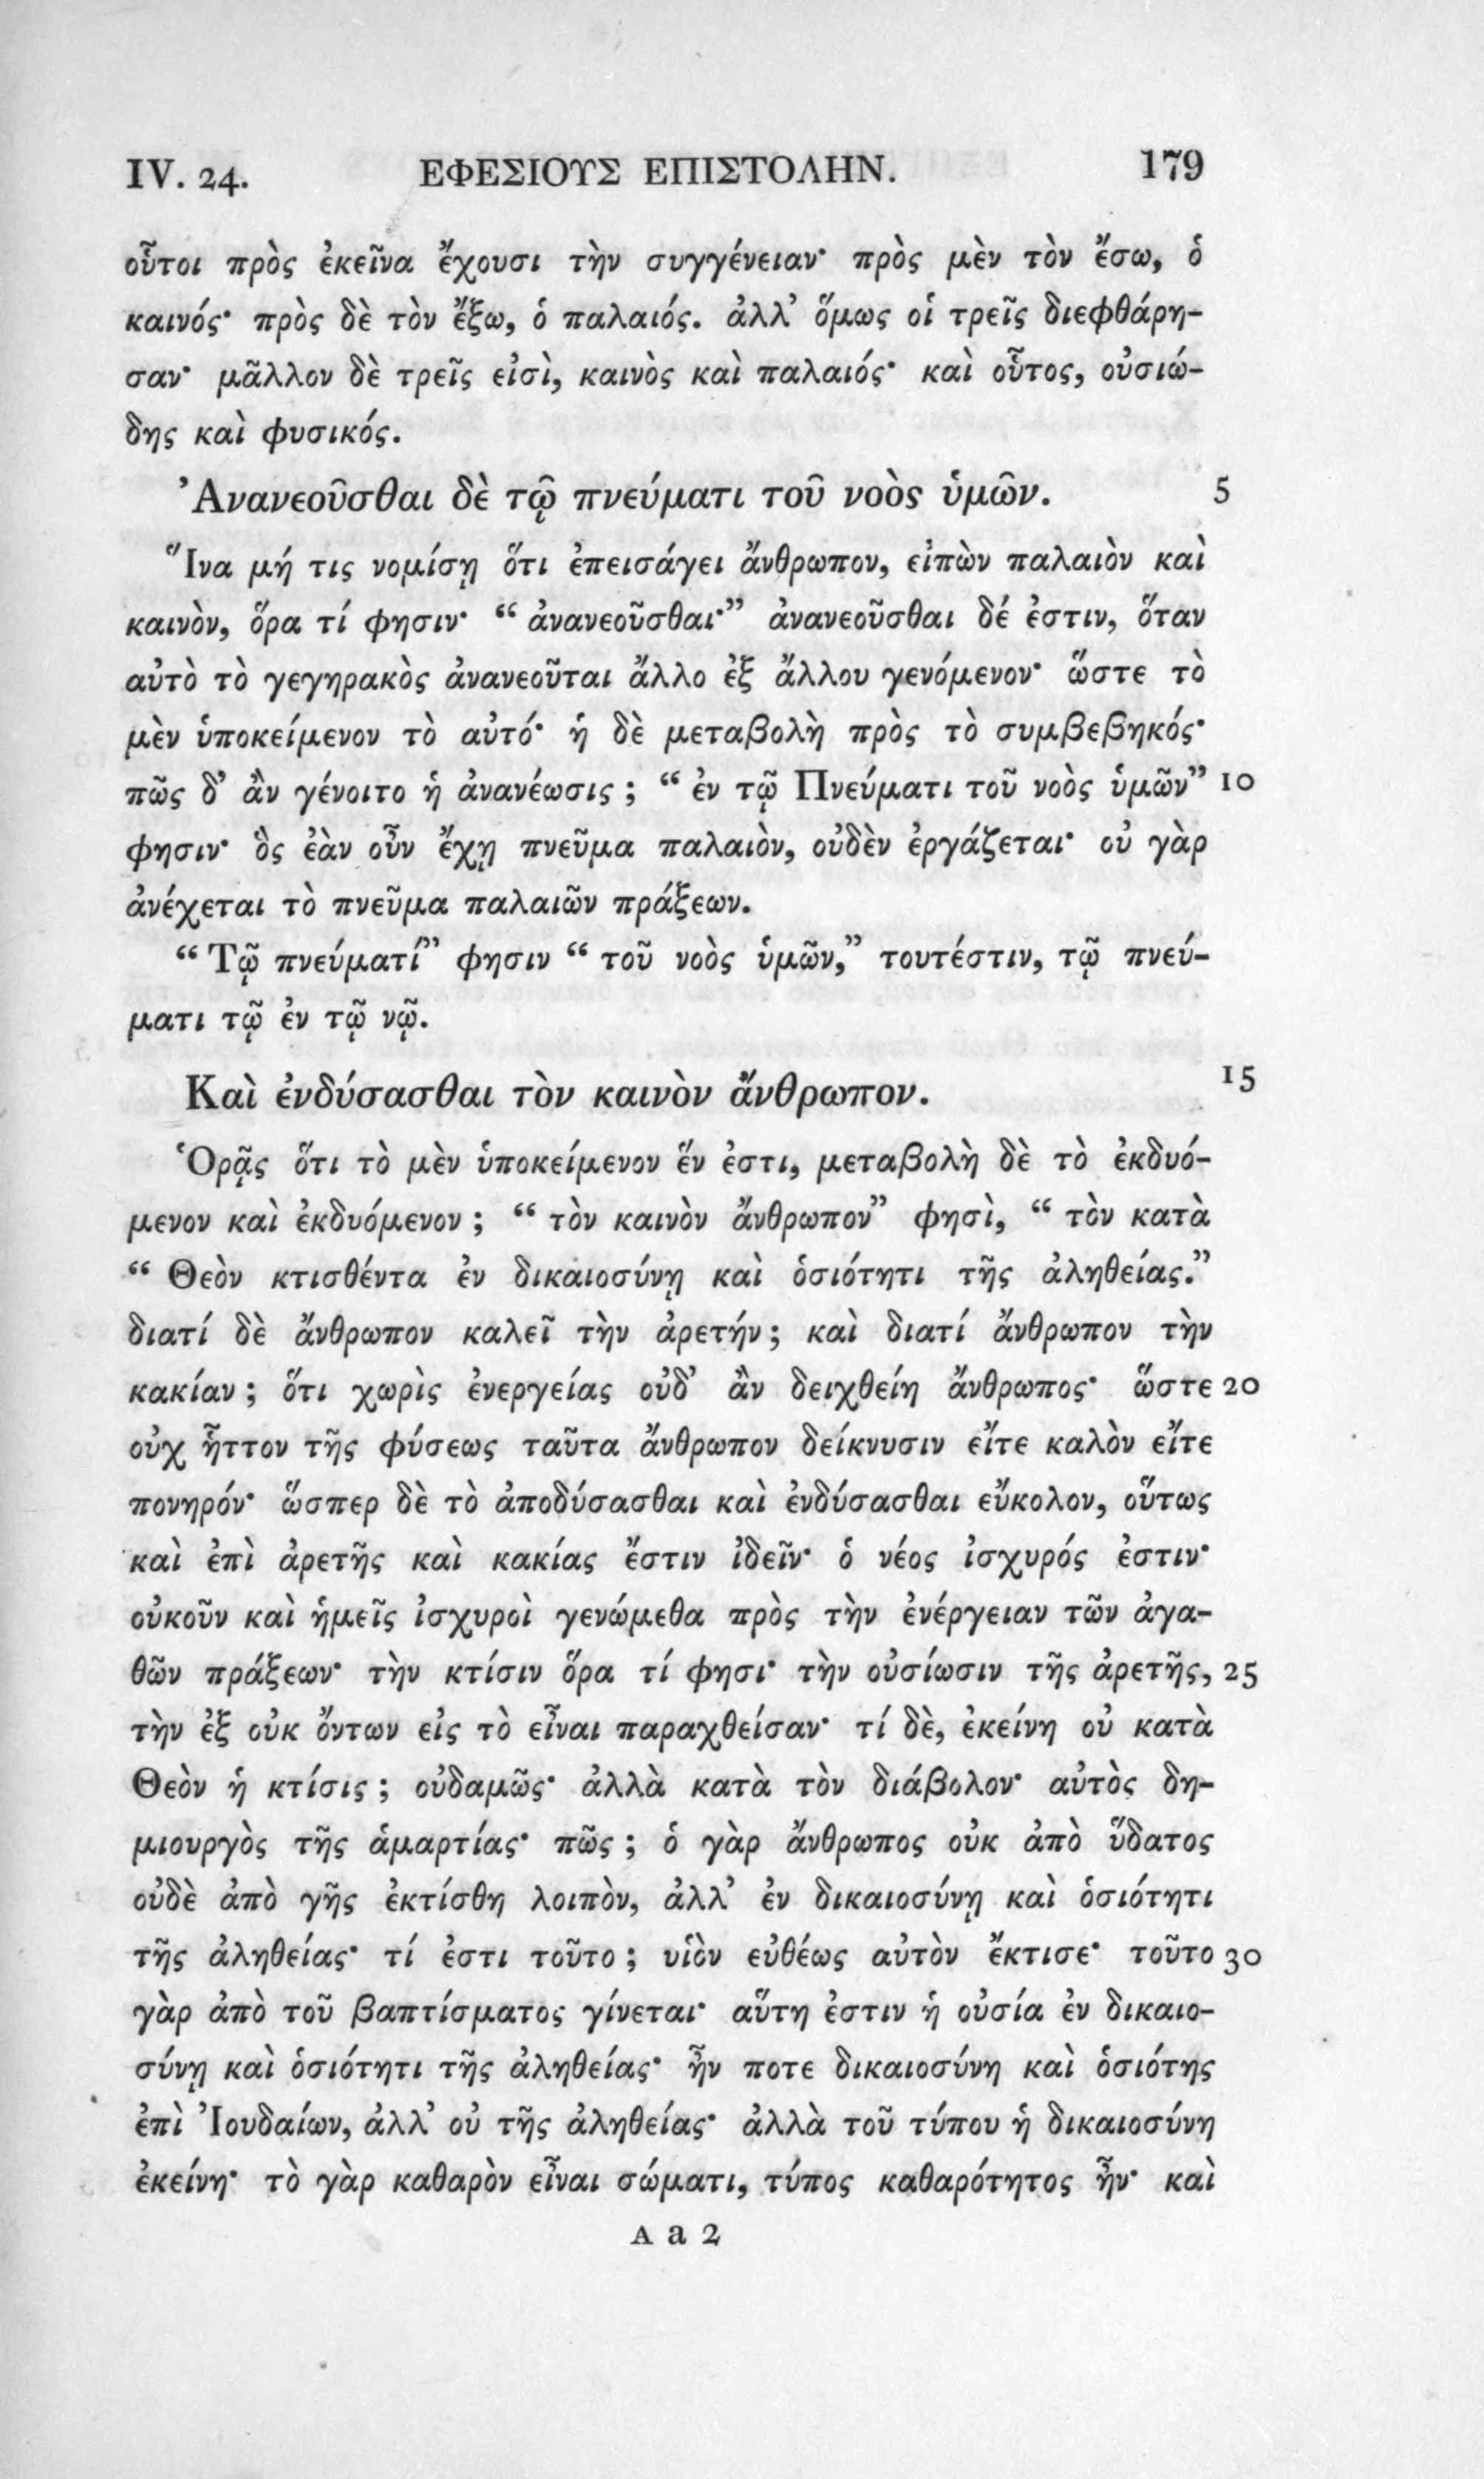 IV. 24. ΕΦΕΣΙΟΥΣ ΕΠΙΣΤΟΛΗΝ. 179
οὗτοι πρὸς ἐκεῖνα ἔχουσι τὴν συγγένειαν· πρὸς μὲν τὸν ἔσω, ὁ
καινός· πρὸς δὲ τὸν ἔξω, ὁ παλαιός. ἀλλ’ ὅμως οἱ τρεῖς διεφθάρη-
σαν· μᾶλλον δὲ τρεῖς εἰσὶ, καινὸς καὶ παλαιός· καὶ οὗτος, οὐσιώ-
δης καὶ φυσικός.
Ἀνανεοῦσθαι δὲ τῷ πνεύματι τοῦ νοὸς ὑμῶν. 5
Ἵνα μή τις νομίσῃ ὅτι ἐπεισάγει ἄνθρωπον, εἰπὼν παλαιὸν καὶ
καινὸν, ὅρα τί φησιν· “ ἀνανεοῦσθαι·” ἀνανεοῦσθαι δέ ἐστιν, ὅταν
αὐτὸ τὸ γεγηρακὸς ἀνανεοῦται ἄλλο ἐξ ἄλλου γενόμενον· ὥστε τὸ
μὲν ὑποκείμενον τὸ αὐτό· ἡ δὲ μεταβολὴ πρὸς τὸ συμβεβηκός·
πῶς δ’ ἂν γένοιτο ἡ ἀνανέωσις ; “ ἐν τῷ Πνεύματι τοῦ νοὸς ὑμῶν” 10
φησιν· ὃς ἐὰν οὖν ἔχῃ πνεῦμα παλαιὸν, οὐδὲν ἐργάζεται· οὐ γὰρ
ἀνέχεται τὸ πνεῦμα παλαιῶν πράξεων.
“ Τῷ πνεύματί” φησιν “ τοῦ νοὸς ὑμῶν,” τουτέστιν, τῷ πνεύ-
ματι τῷ ἐν τῷ νῷ.
Καὶ ἐνδύσασθαι τὸν καινὸν ἄνθρωπον. 15
Ὁρᾷς ὅτι τὸ μὲν ὑποκείμενον ἕν ἐστι, μεταβολὴ δὲ τὸ ἐκδυό-
μενον καὶ ἐκδυόμενον ; “ τὸν καινὸν ἄνθρωπον” φησὶ, “ τὸν κατὰ
“ Θεὸν κτισθέντα ἐν δικαιοσύνῃ καὶ ὁσιότητι τῆς ἀληθείας.”
διατί δὲ ἄνθρωπον καλεῖ τὴν ἀρετήν ; καὶ διατί ἄνθρωπον τὴν
κακίαν ; ὅτι χωρὶς ἐνεργείας οὐδ’ ἂν δειχθείη ἄνθρωπος· ὥστε 20
οὐχ ἧττον τῆς φύσεως ταῦτα ἄνθρωπον δείκνυσιν εἴτε καλὸν εἴτε
πονηρόν· ὥσπερ δὲ τὸ ἀποδύσασθαι καὶ ἐνδύσασθαι εὔκολον, οὕτως
καὶ ἐπὶ ἀρετῆς καὶ κακίας ἔστιν ἰδεῖν· ὁ νέος ἰσχυρός ἐστιν·
οὐκοῦν καὶ ἡμεῖς ἰσχυροὶ γενώμεθα πρὸς τὴν ἐνέργειαν τῶν ἀγα-
θῶν πράξεων· τὴν κτίσιν ὅρα τί φησι· τὴν οὐσίωσιν τῆς ἀρετῆς, 25
τὴν ἐξ οὐκ ὄντων εἰς τὸ εἶναι παραχθείσαν· τί δὲ, ἐκείνη οὐ κατὰ
Θεὸν ἡ κτίσις ; οὐδαμῶς· ἀλλὰ κατὰ τὸν διάβολον· αὐτὸς δη-
μιουργὸς τῆς ἁμαρτίας· πῶς ; ὁ γὰρ ἄνθρωπος οὐκ ἀπὸ ὕδατος
οὐδὲ ἀπὸ γῆς ἐκτίσθη λοιπὸν, ἀλλ’ ἐν δικαιοσύνῃ καὶ ὁσιότητι
τῆς ἀληθείας· τί ἐστι τοῦτο ; υἱὸν εὐθέως αὐτὸν ἔκτισε· τοῦτο 30
γὰρ ἀπὸ τοῦ βαπτίσματος γίνεται· αὕτη ἐστιν ἡ οὐσία ἐν δικαιο-
σύνῃ καὶ ὁσιότητι τῆς ἀληθείας· ἦν ποτε δικαιοσύνη καὶ ὁσιότης
ἐπὶ Ἰουδαίων, ἀλλ’ οὐ τῆς ἀληθείας· ἀλλὰ τοῦ τύπου ἡ δικαιοσύνη
ἐκείνη· τὸ γὰρ καθαρὸν εἶναι σώματι, τύπος καθαρότητος ἦν· καὶ
A a 2